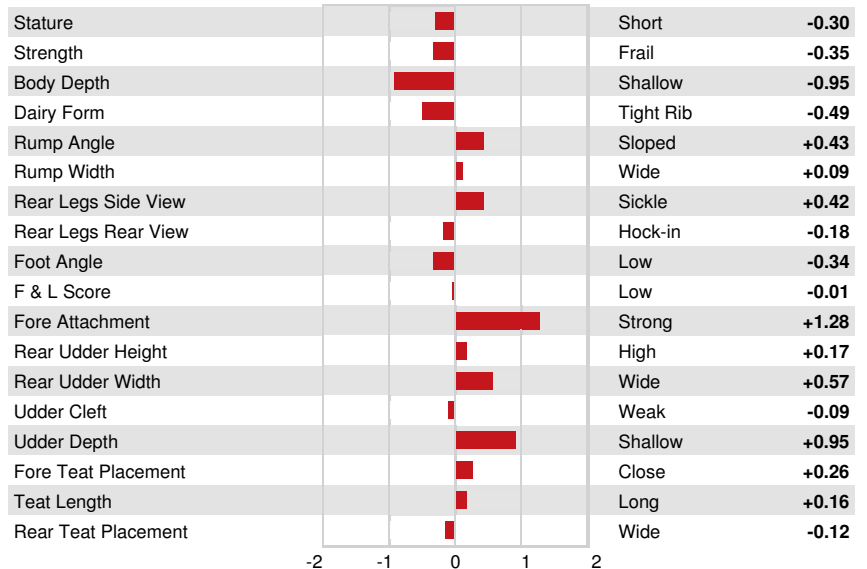 Stature Short -0.30
Strength Frail -0.35
Body Depth Shallow -0.95
Dairy Form Tight Rib -0.49
Rump Angle Sloped +0.43
Rump Width Wide +0.09
Rear Legs Side View Sickle +0.42
Rear Legs Rear View Hock-in -0.18
Foot Angle Low -0.34
F & L Score Low -0.01
Fore Attachment Strong +1.28
Rear Udder Height High +0.17
Rear Udder Width Wide +0.57
Udder Cleft Weak -0.09
Udder Depth Shallow +0.95
Fore Teat Placement Close +0.26
Teat Length Long +0.16
Rear Teat Placement Wide -0.12
-2 -1 0 1 2